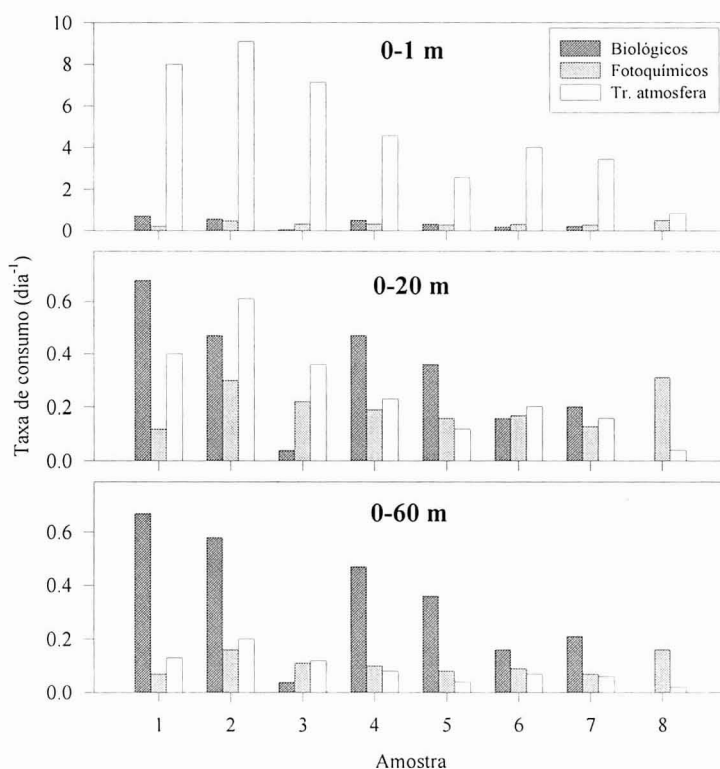 0-1 m
Biológicos
Fotoquímicos
Tr. atmosfera
10
8
6
4
2
0
0-20 m
0.6
0.4
0.2
0.0
0-60 m
0.6
0.4
0.2
0.0
Taxa de consumo (dia⁻¹)
1 2 3 4 5 6 7 8
Amostra